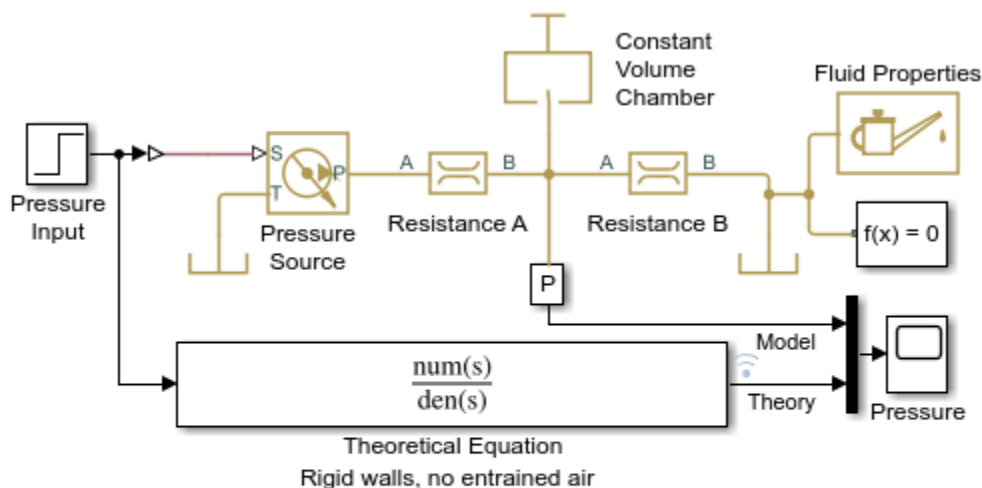 Constant
Volume
Chamber
Fluid Properties
Pressure
Input
S
T
P
Pressure
Source
A
B
Resistance A
A
B
Resistance B
f(x) = 0
P
Model
num(s)
den(s)
Theory
Pressure
Theoretical Equation
Rigid walls, no entrained air